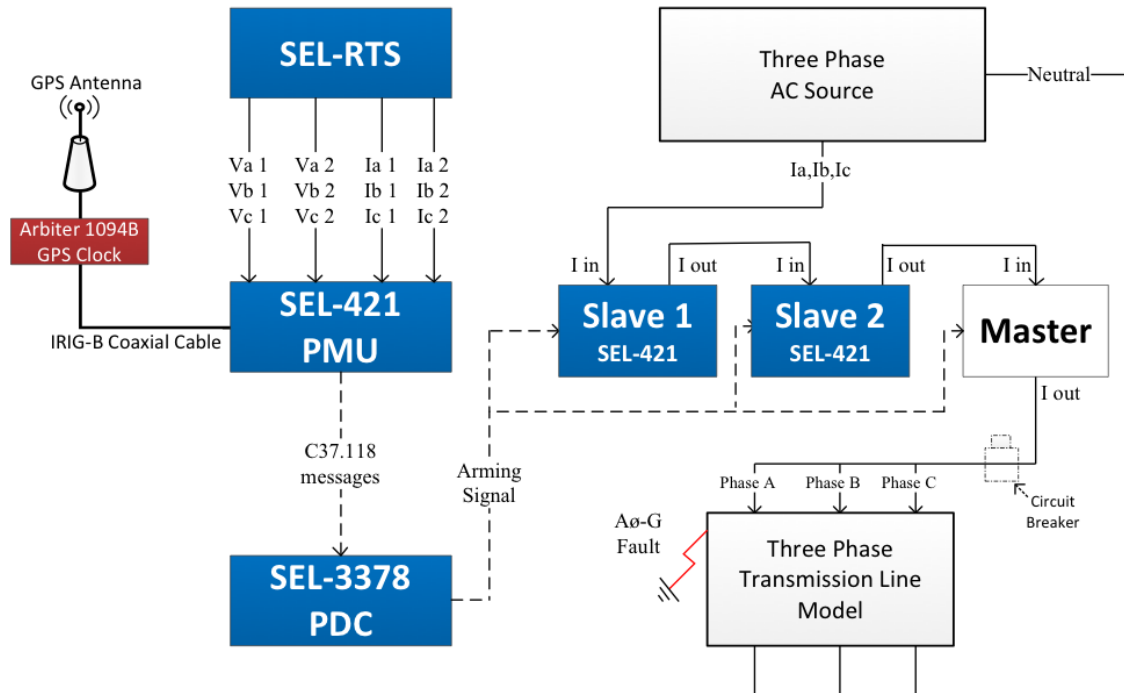 SEL-RTS
GPS Antenna
Va 1
Vb 1
Vc 1
Va 2
Vb 2
Vc 2
Ia 1
Ib 1
Ic 1
Ia 2
Ib 2
Ic 2
Arbiter 1094B
GPS Clock
IRIG-B Coaxial Cable
SEL-421
PMU
C37.118
messages
Arming
Signal
SEL-3378
PDC
Three Phase
AC Source
Neutral
Ia,Ib,Ic
I in
I out
I in
I out
I in
Slave 1
SEL-421
Slave 2
SEL-421
Master
I out
Phase A
Phase B
Phase C
Circuit
Breaker
Aø-G
Fault
Three Phase
Transmission Line
Model